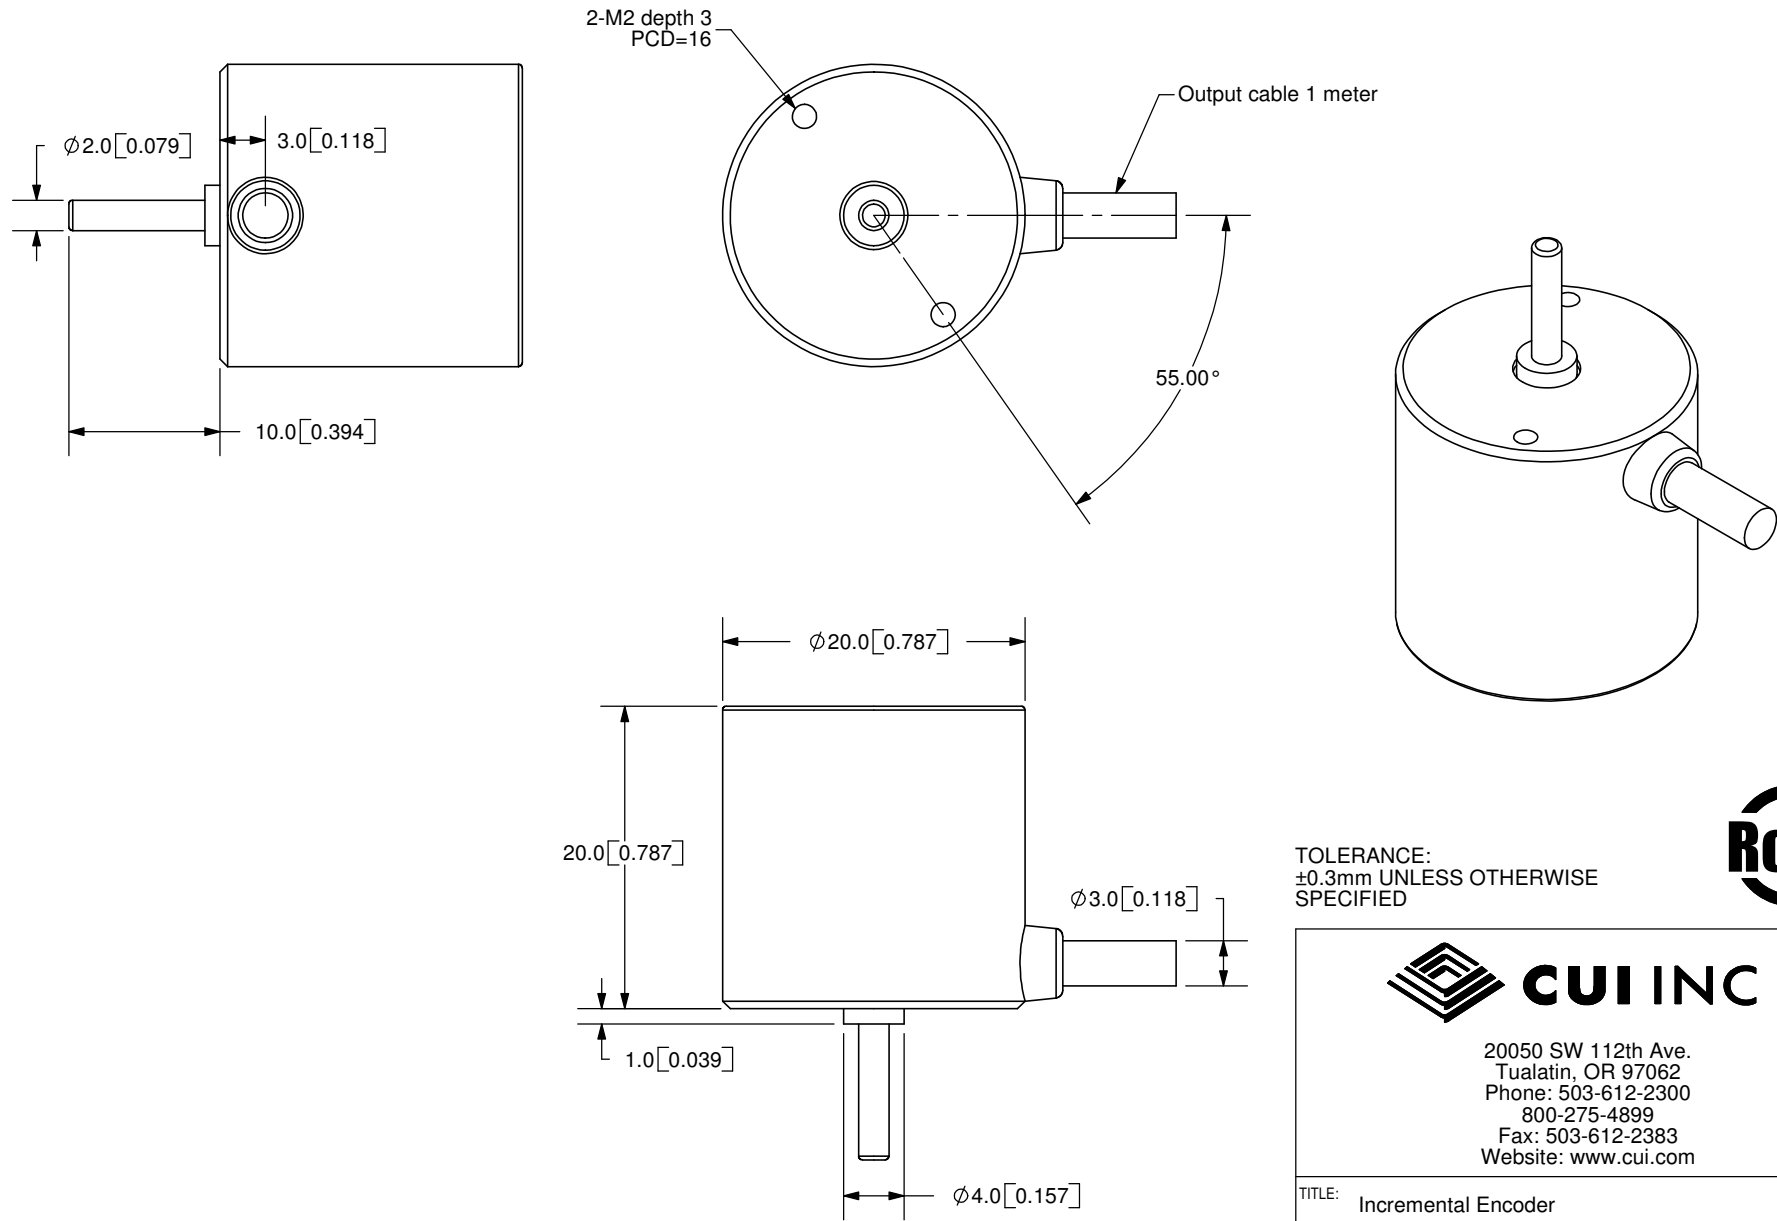 2-M2 depth 3
PCD=16
Output cable 1 meter
⌀2.0[0.079]
3.0[0.118]
10.0[0.394]
55.00°
⌀20.0[0.787]
20.0[0.787]
⌀3.0[0.118]
1.0[0.039]
⌀4.0[0.157]
TOLERANCE:
±0.3mm UNLESS OTHERWISE
SPECIFIED
CUI INC
20050 SW 112th Ave.
Tualatin, OR 97062
Phone: 503-612-2300
800-275-4899
Fax: 503-612-2383
Website: www.cui.com
TITLE: Incremental Encoder